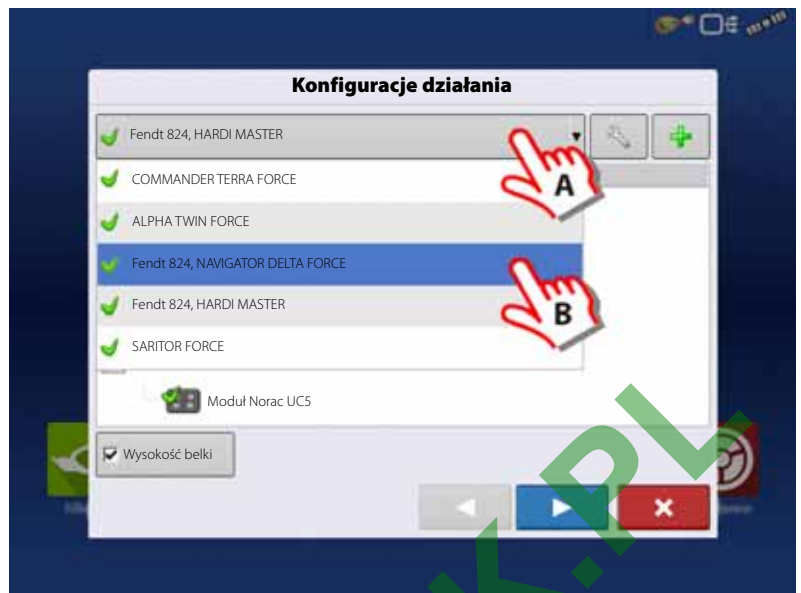 Konfiguracje działania
Fendt 824, HARDI MASTER
A
COMMANDER TERRA FORCE
ALPHA TWIN FORCE
Fendt 824, NAVIGATOR DELTA FORCE
B
Fendt 824, HARDI MASTER
SARITOR FORCE
Moduł Norac UC5
Wysokość belki
K.PL